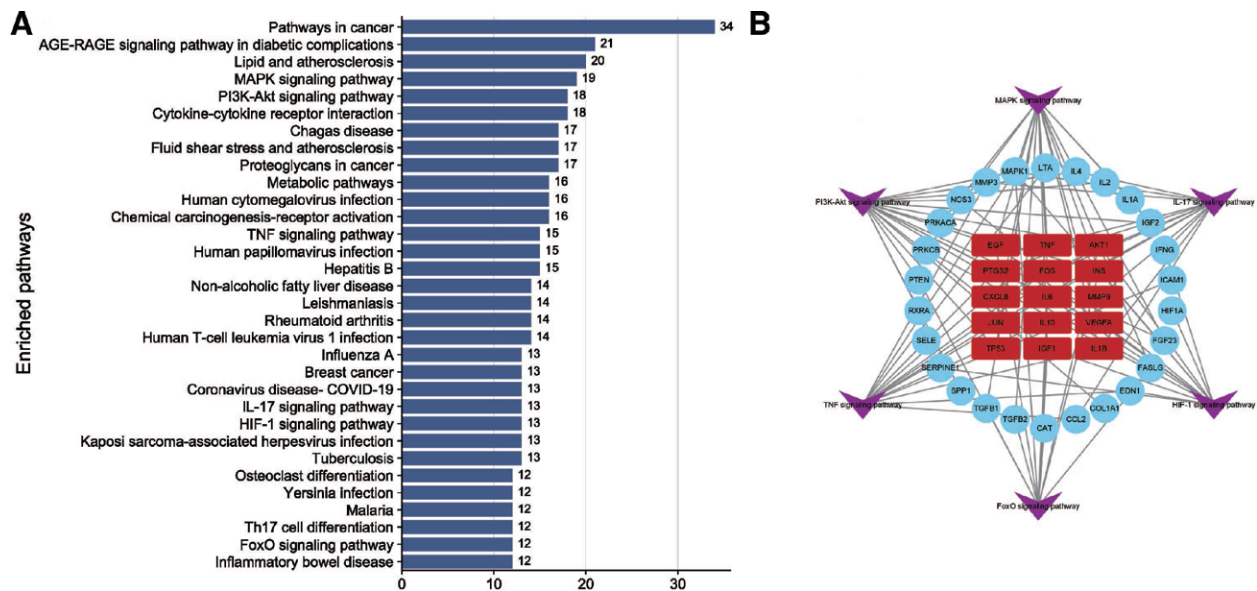 A
Enriched pathways
Pathways in cancer 34
AGE-RAGE signaling pathway in diabetic complications 21
Lipid and atherosclerosis 20
MAPK signaling pathway 19
PI3K-Akt signaling pathway 18
Cytokine-cytokine receptor interaction 18
Chagas disease 17
Fluid shear stress and atherosclerosis 17
Proteoglycans in cancer 17
Metabolic pathways 16
Human cytomegalovirus infection 16
Chemical carcinogenesis-receptor activation 16
TNF signaling pathway 15
Human papillomavirus infection 15
Hepatitis B 15
Non-alcoholic fatty liver disease 14
Leishmaniasis 14
Rheumatoid arthritis 14
Human T-cell leukemia virus 1 infection 14
Influenza A 13
Breast cancer 13
Coronavirus disease- COVID-19 13
IL-17 signaling pathway 13
HIF-1 signaling pathway 13
Kaposi sarcoma-associated herpesvirus infection 13
Tuberculosis 13
Osteoclast differentiation 12
Yersinia infection 12
Malaria 12
Th17 cell differentiation 12
FoxO signaling pathway 12
Inflammatory bowel disease 12
0 10 20 30
B
MAPK signaling pathway
PI3K-Akt signaling pathway
IL-17 signaling pathway
TNF signaling pathway
HIF-1 signaling pathway
FoxO signaling pathway
LTA
IL4
IL2
IL1A
IGF2
IFNG
ICAM1
HIF1A
FGF23
FASLG
EDN1
COL1A1
CCL2
CAT
TGFB2
TGFB1
SPP1
SERPINE1
SELE
RXRA
PTEN
PRKCB
PRKACA
NOS3
MMP3
MAPK1
EGF TNF AKT1
PTGS2 FOS INS
CXCL8 IL6 MMP9
JUN IL10 VEGFA
TP53 IGF1 IL1B